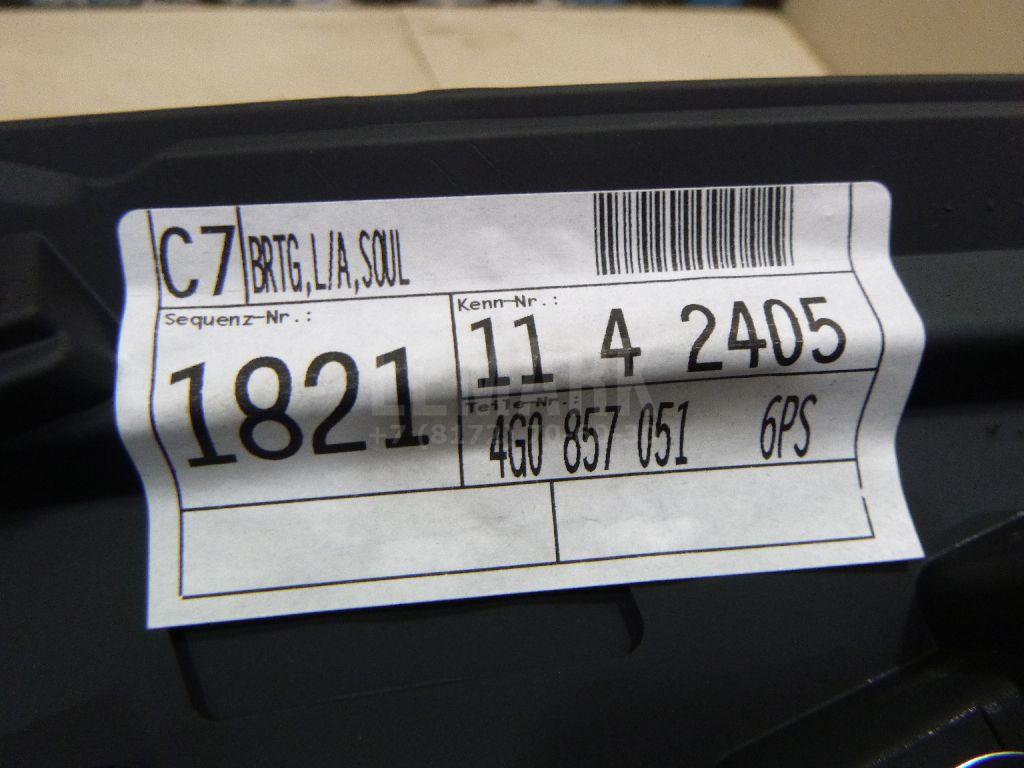 C7 BRTG,L/A,SOUL
Sequenz-Nr.:
1821
Kenn-Nr.:
11 4 2405
Teile-Nr.:
4G0 857 051 6PS